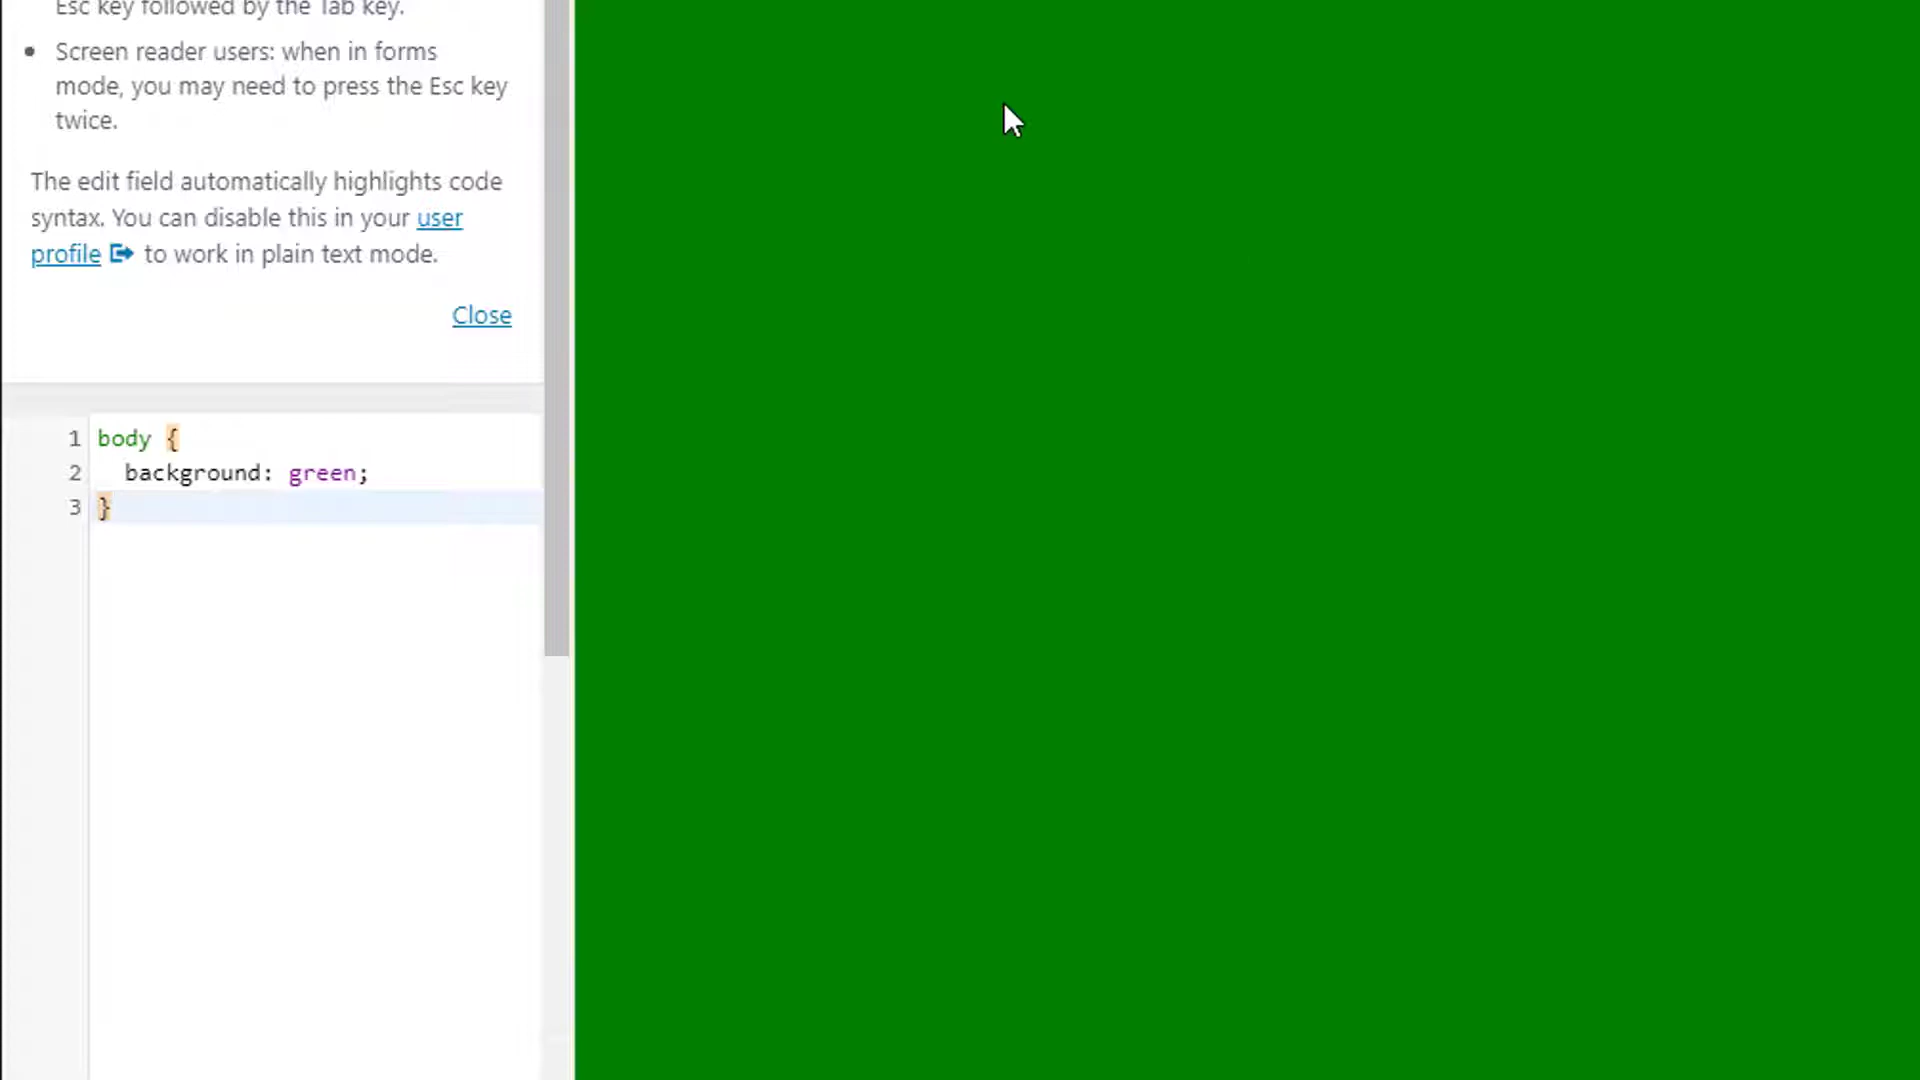 Esc key followed by the Tab key.
Screen reader users: when in forms
mode, you may need to press the Esc key
twice.
The edit field automatically highlights code
syntax. You can disable this in your user
profile to work in plain text mode.
Close
1 body {
2 background: green;
3 }